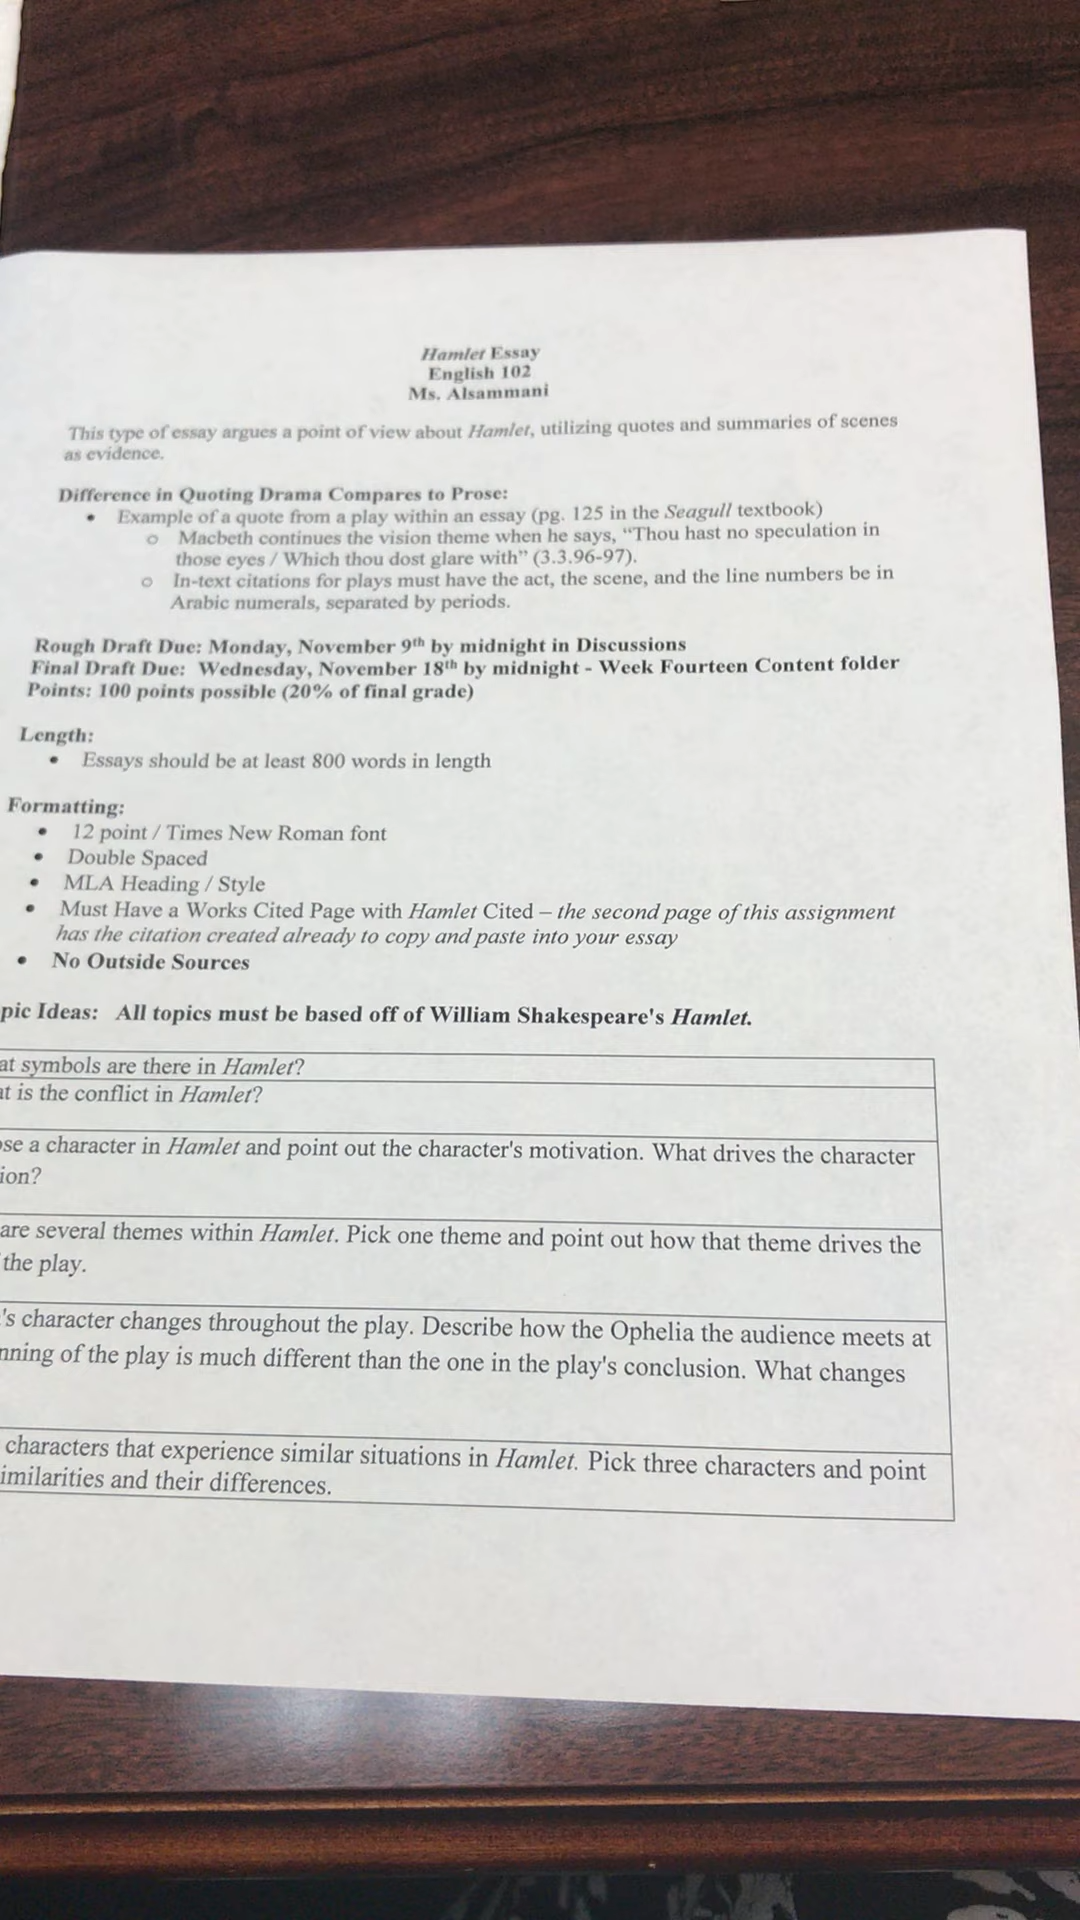 Hamlet Essay
English 102
Ms. Alsammani
This type of essay argues a point of view about Hamlet, utilizing quotes and summaries of scenes
as evidence.
Difference in Quoting Drama Compares to Prose:
• Example of a quote from a play within an essay (pg. 125 in the Seagull textbook)
o Macbeth continues the vision theme when he says, “Thou hast no speculation in
those eyes / Which thou dost glare with” (3.3.96-97).
o In-text citations for plays must have the act, the scene, and the line numbers be in
Arabic numerals, separated by periods.
Rough Draft Due: Monday, November 9th by midnight in Discussions
Final Draft Due: Wednesday, November 18th by midnight - Week Fourteen Content folder
Points: 100 points possible (20% of final grade)
Length:
• Essays should be at least 800 words in length
Formatting:
• 12 point / Times New Roman font
• Double Spaced
• MLA Heading / Style
• Must Have a Works Cited Page with Hamlet Cited – the second page of this assignment
has the citation created already to copy and paste into your essay
• No Outside Sources
pic Ideas: All topics must be based off of William Shakespeare's Hamlet.
at symbols are there in Hamlet?
at is the conflict in Hamlet?
ose a character in Hamlet and point out the character's motivation. What drives the character
ion?
are several themes within Hamlet. Pick one theme and point out how that theme drives the
the play.
's character changes throughout the play. Describe how the Ophelia the audience meets at
nning of the play is much different than the one in the play's conclusion. What changes
characters that experience similar situations in Hamlet. Pick three characters and point
imilarities and their differences.